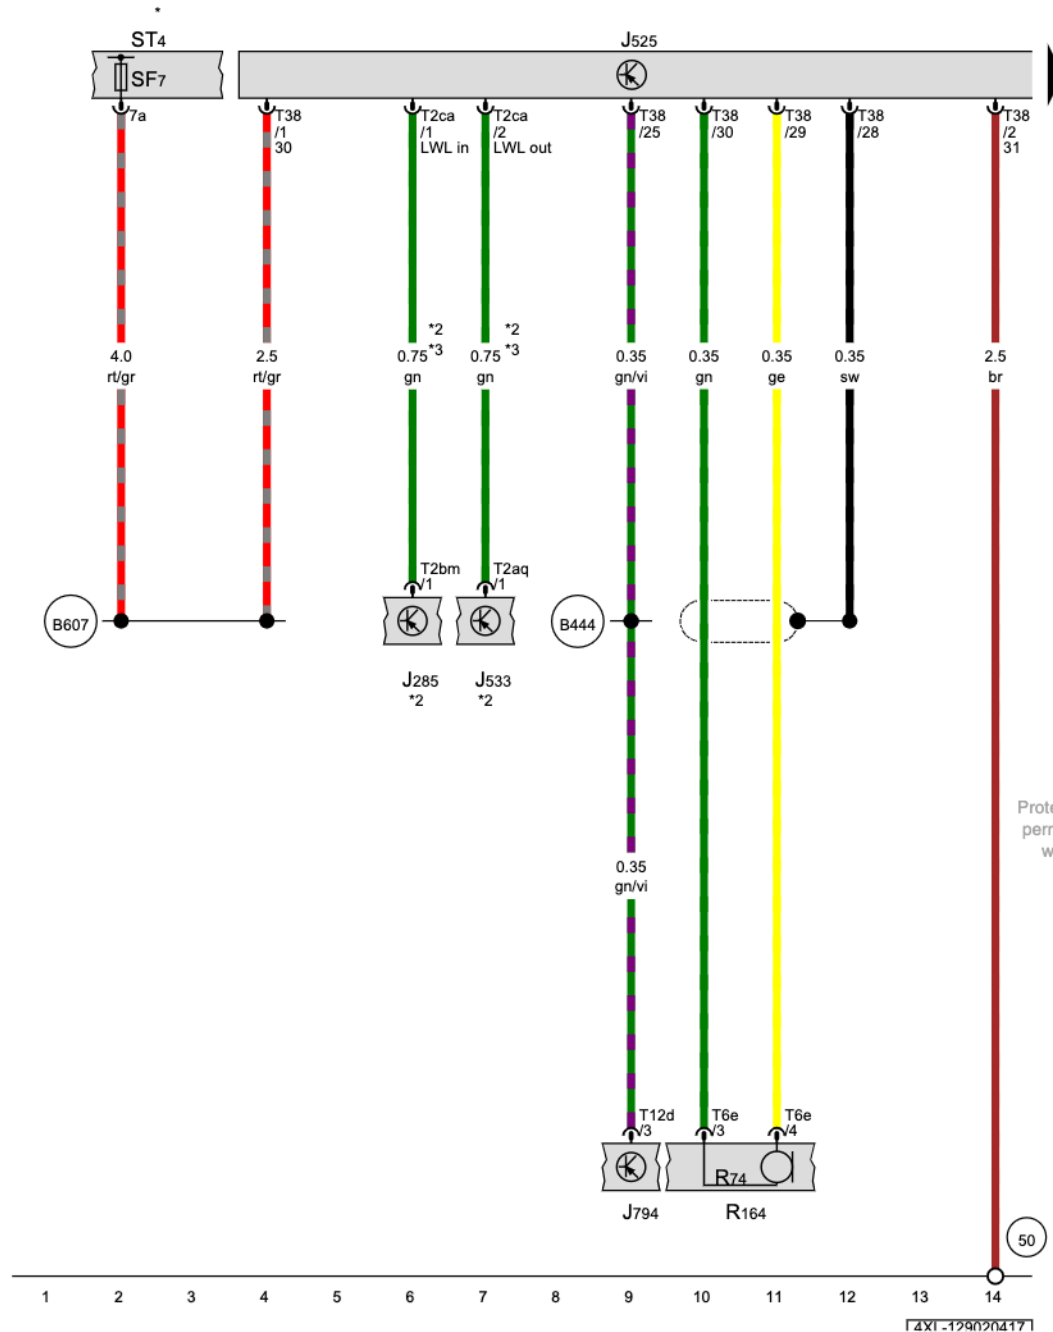 *
ST4
J525
SF7
7a
T38
/1
30
T2ca
/1
LWL in
T2ca
/2
LWL out
T38
/25
T38
/30
T38
/29
T38
/28
T38
/2
31
*2
*3
*2
*3
4.0
rt/gr
2.5
rt/gr
0.75
gn
0.75
gn
0.35
gn/vi
0.35
gn
0.35
ge
0.35
sw
2.5
br
T2bm
/1
T2aq
/1
B607
B444
J285
*2
J533
*2
Prote
perr
w
0.35
gn/vi
T12d
/3
T6e
/3
T6e
/4
R74
J794
R164
50
1 2 3 4 5 6 7 8 9 10 11 12 13 14
4XL-129020417